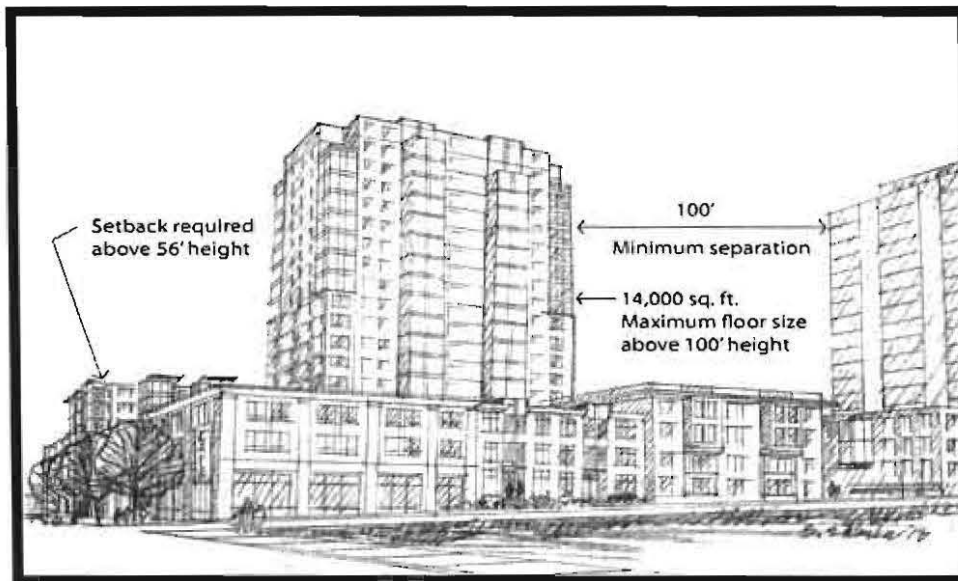 Setback required
above 56' height
100'
Minimum separation
14,000 sq. ft.
Maximum floor size
above 100' height